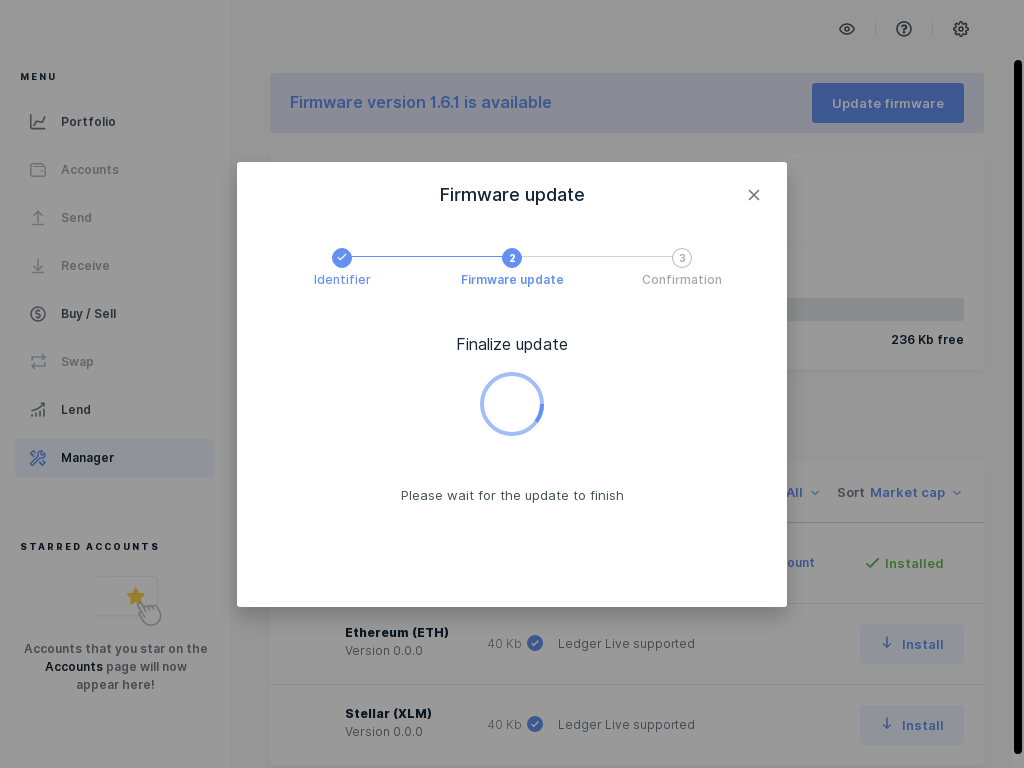 MENU
Portfolio
Accounts
Send
Receive
Buy / Sell
Swap
Lend
Manager
STARRED ACCOUNTS
Accounts that you star on the
Accounts page will now
appear here!
Firmware version 1.6.1 is available
Update firmware
Firmware update
2
3
Identifier
Firmware update
Confirmation
Finalize update
Please wait for the update to finish
236 Kb free
All
Sort Market cap
Installed
Ethereum (ETH)
Version 0.0.0
40 Kb
Ledger Live supported
Install
Stellar (XLM)
Version 0.0.0
40 Kb
Ledger Live supported
Install